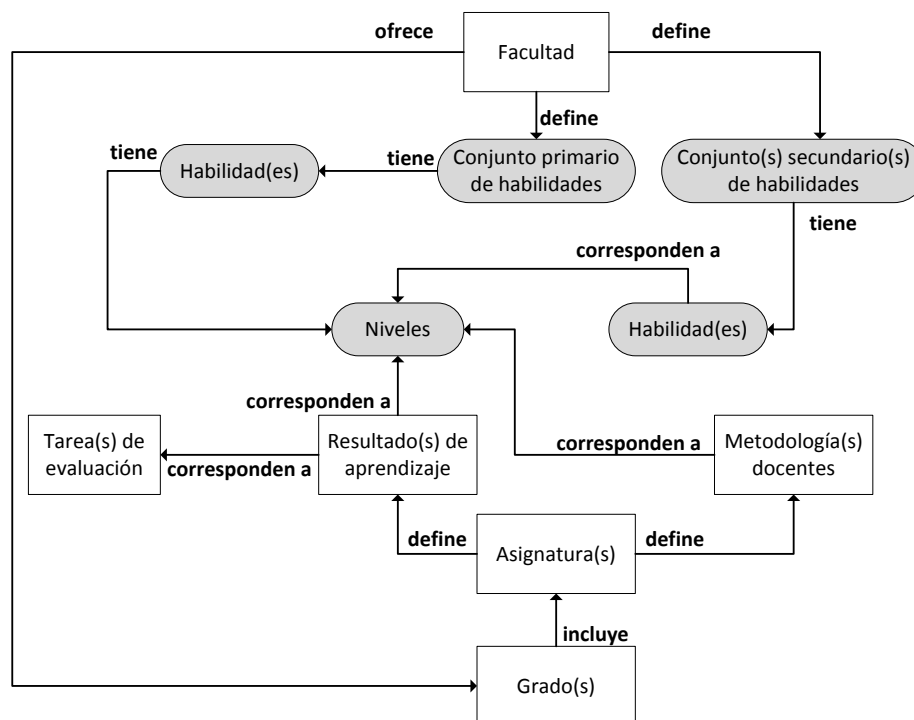 ofrece
define
Facultad
define
tiene
tiene
Habilidad(es)
Conjunto primario
de habilidades
Conjunto(s) secundario(s)
de habilidades
tiene
corresponden a
Niveles
Habilidad(es)
corresponden a
Tarea(s) de
evaluación
corresponden a
Resultado(s) de
aprendizaje
corresponden a
Metodología(s)
docentes
define
Asignatura(s)
define
incluye
Grado(s)